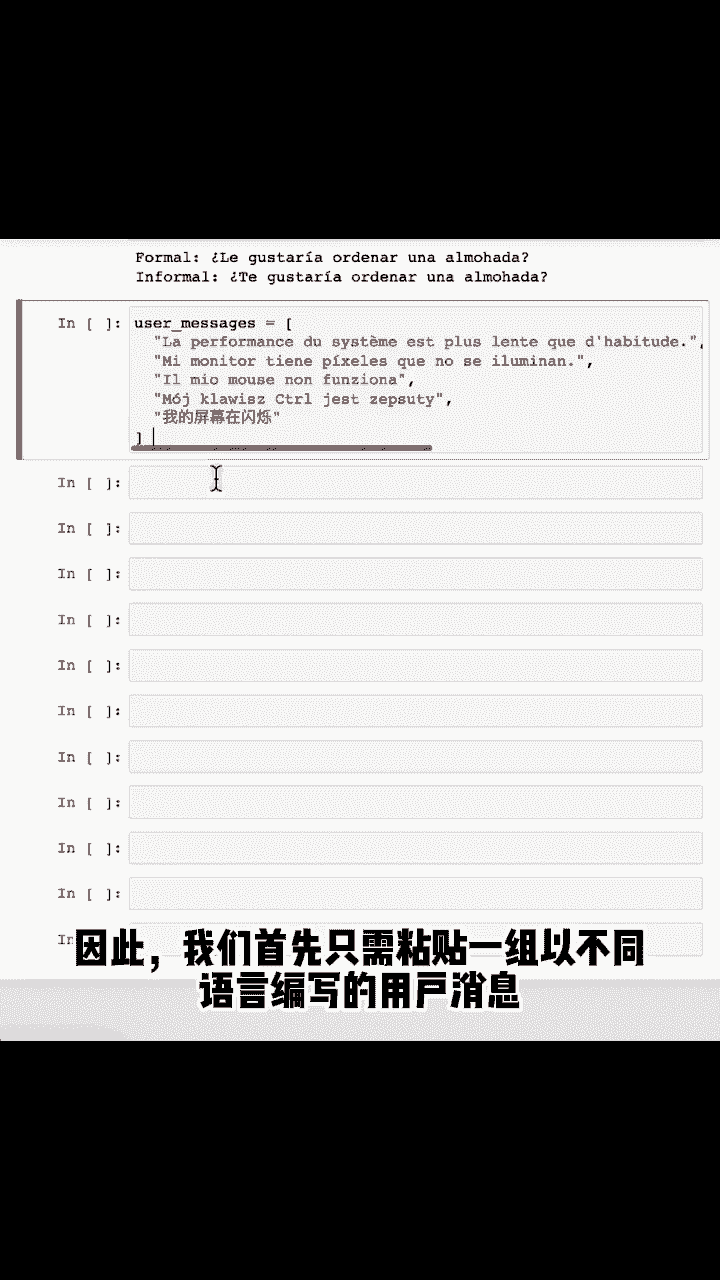 Formal: ¿Le gustaría ordenar una almohada?
Informal: ¿Te gustaría ordenar una almohada?
In [ ]: user_messages = [
"La performance du système est plus lente que d'habitude.",
"Mi monitor tiene píxeles que no se iluminan.",
"Il mio mouse non funziona",
"Mój klawisz Ctrl jest zepsuty",
"我的屏幕在闪烁"
]
In [ ]:
In [ ]:
In [ ]:
In [ ]:
In [ ]:
In [ ]:
In [ ]:
In [ ]:
In [ ]:
In [ ]:
In
因此，我们首先只需粘贴一组以不同
语言编写的用户消息